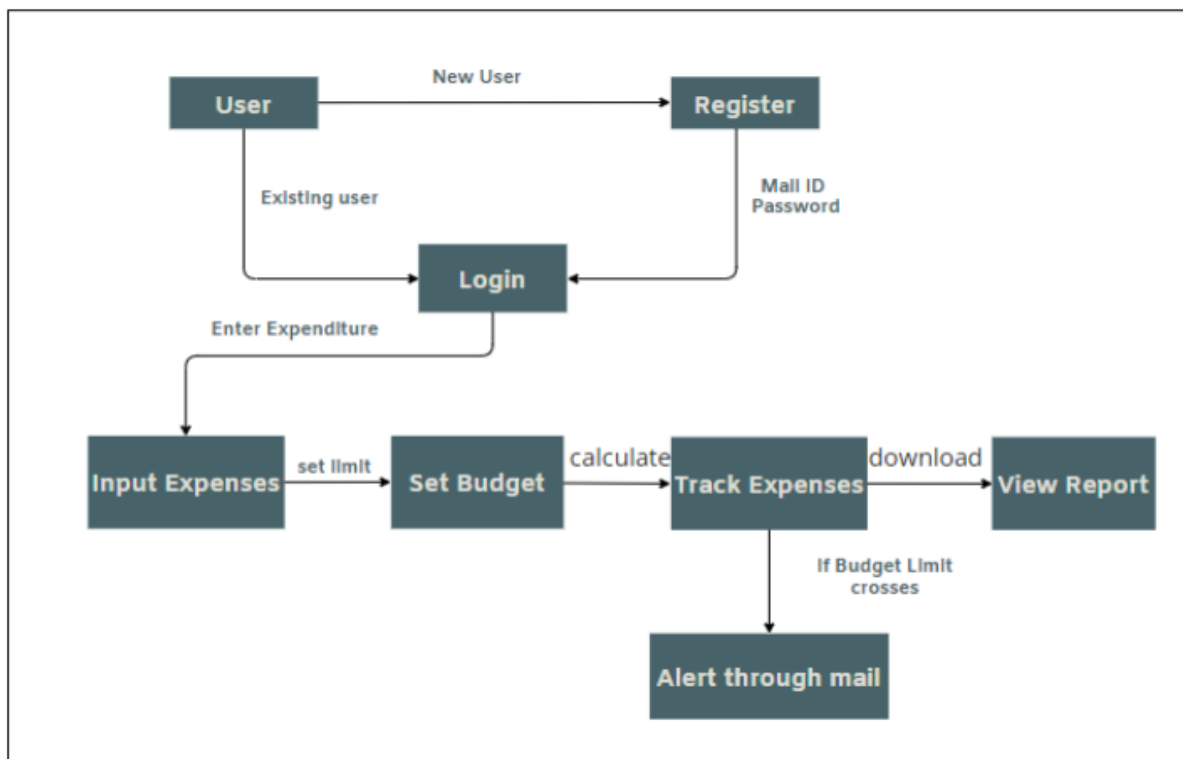 New User
User
Register
Existing user
Mail ID
Password
Login
Enter Expenditure
Input Expenses
set limit
Set Budget
calculate
Track Expenses
download
View Report
If Budget Limit
crosses
Alert through mail